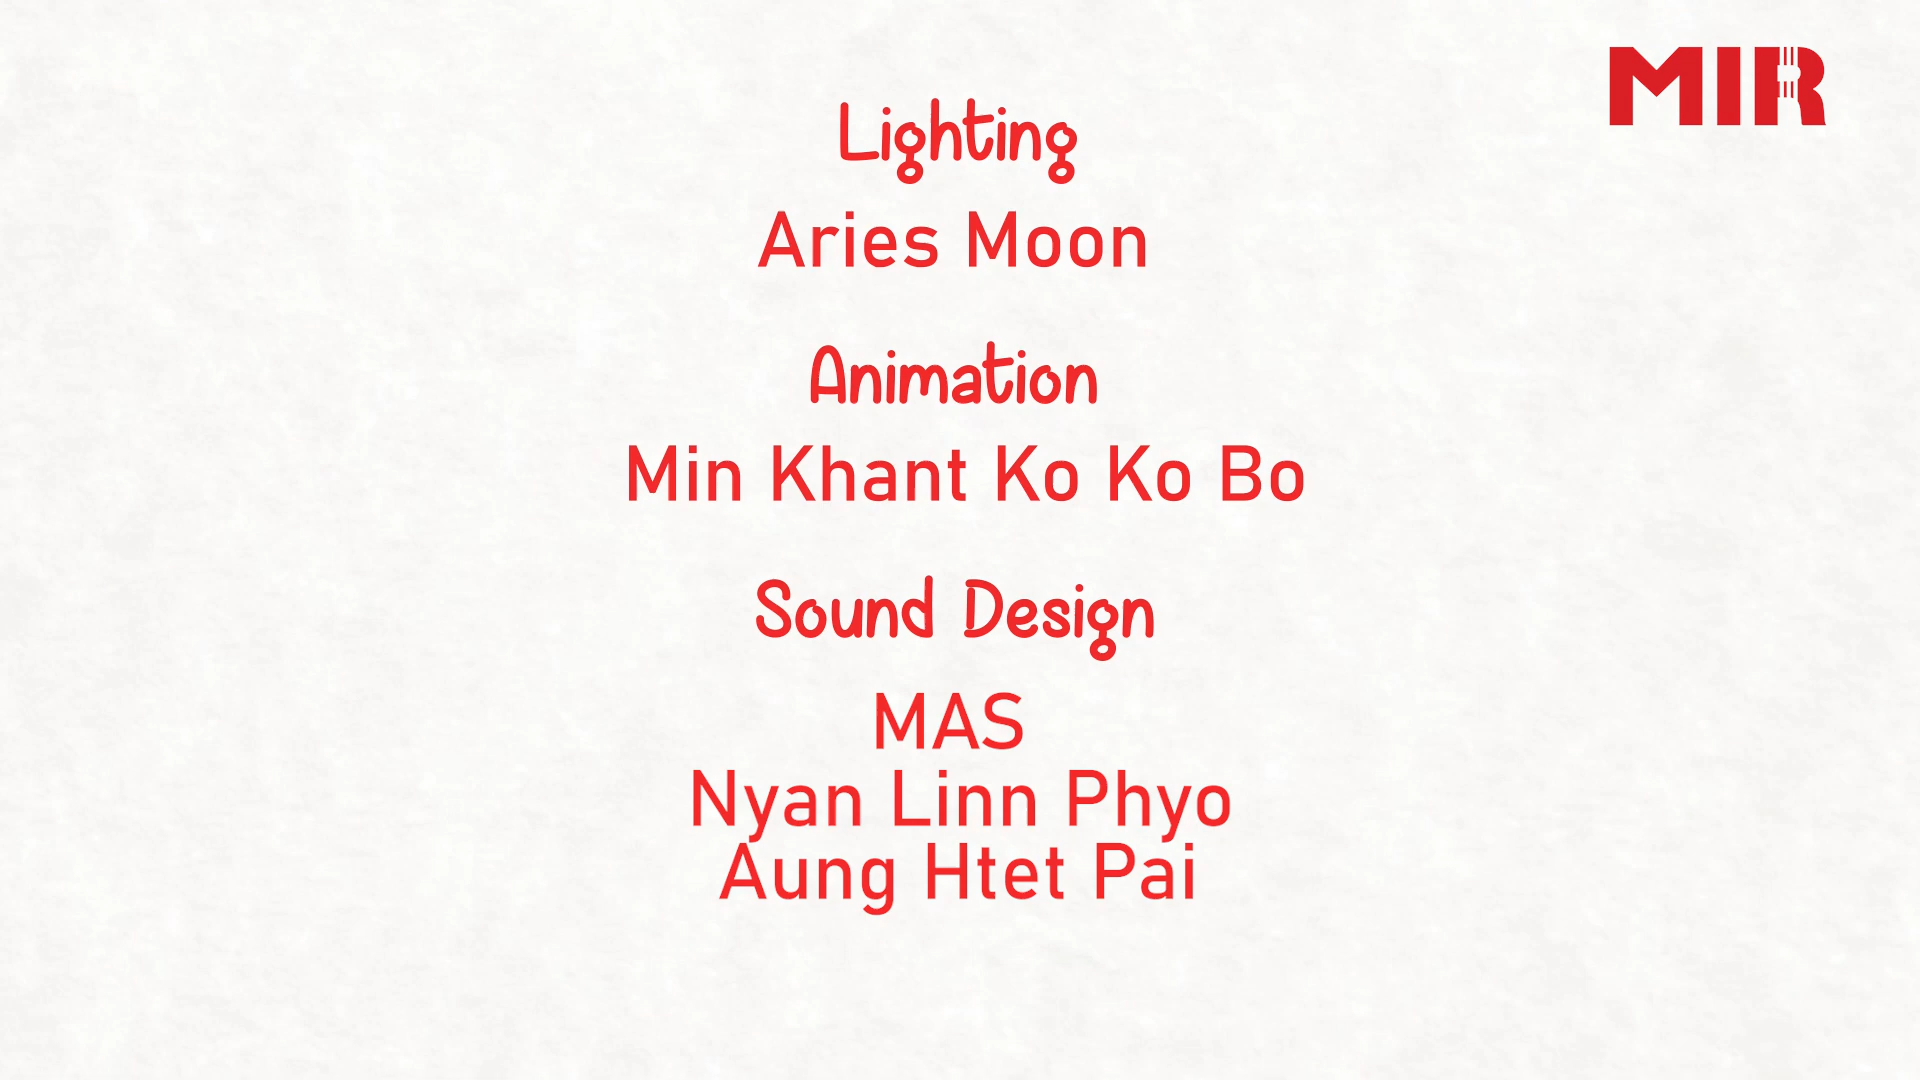 MIR
Lighting
Aries Moon
Animation
Min Khant Ko Ko Bo
Sound Design
MAS
Nyan Linn Phyo
Aung Htet Pai